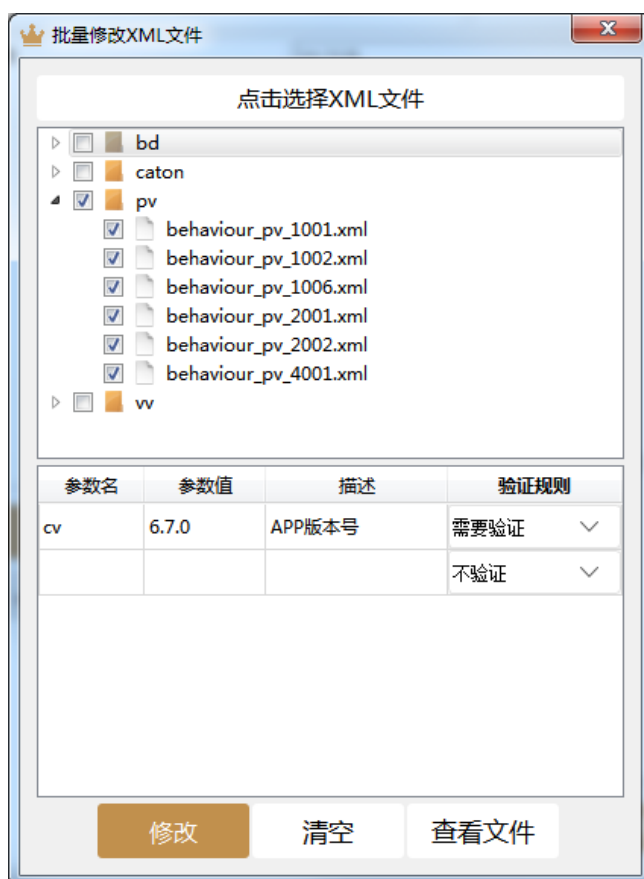 批量修改XML文件
点击选择XML文件
bd
caton
pv
behaviour_pv_1001.xml
behaviour_pv_1002.xml
behaviour_pv_1006.xml
behaviour_pv_2001.xml
behaviour_pv_2002.xml
behaviour_pv_4001.xml
vv
参数名 参数值 描述 验证规则
cv 6.7.0 APP版本号 需要验证
不验证
修改 清空 查看文件